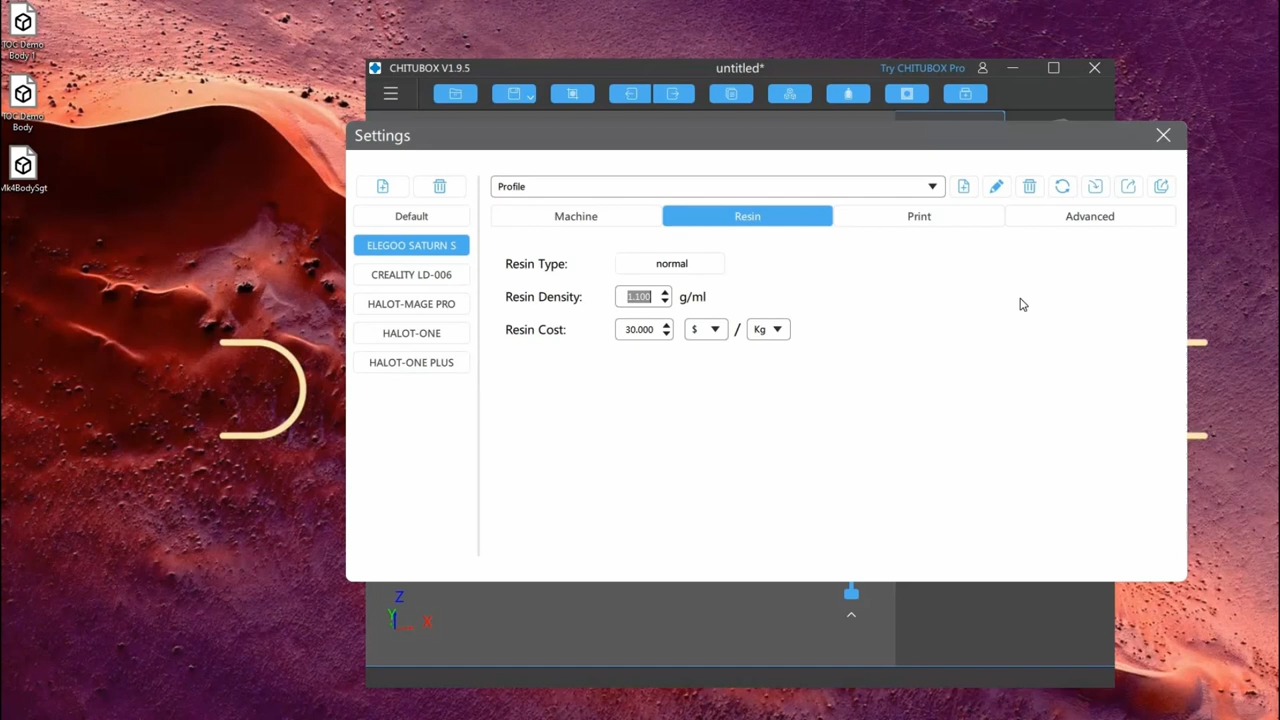 IOC Demo
Body 1
IOC Demo
Body
Mk4BodySgt
CHITUBOX V1.9.5
untitled*
Try CHITUBOX Pro
Settings
Profile
Default
ELEGOO SATURN S
CREALITY LD-006
HALOT-MAGE PRO
HALOT-ONE
HALOT-ONE PLUS
Machine
Resin
Print
Advanced
Resin Type: normal
Resin Density: 1.100 g/ml
Resin Cost: 30.000 $ / Kg
Z
Y
X